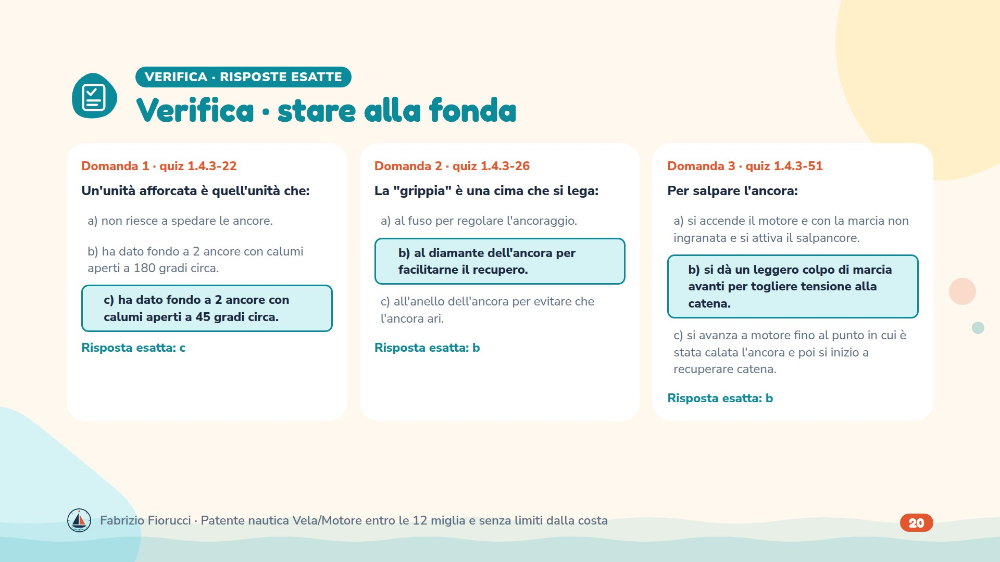 VERIFICA · RISPOSTE ESATTE
Verifica · stare alla fonda
Domanda 1 · quiz 1.4.3-22
Un'unità afforcata è quell'unità che:
a) non riesce a spedare le ancore.
b) ha dato fondo a 2 ancore con calumi
aperti a 180 gradi circa.
c) ha dato fondo a 2 ancore con
calumi aperti a 45 gradi circa.
Risposta esatta: c
Domanda 2 · quiz 1.4.3-26
La "grippia" è una cima che si lega:
a) al fuso per regolare l'ancoraggio.
b) al diamante dell'ancora per
facilitarne il recupero.
c) all'anello dell'ancora per evitare che
l'ancora ari.
Risposta esatta: b
Domanda 3 · quiz 1.4.3-51
Per salpare l'ancora:
a) si accende il motore e con la marcia non
ingranata e si attiva il salpancore.
b) si dà un leggero colpo di marcia
avanti per togliere tensione alla
catena.
c) si avanza a motore fino al punto in cui è
stata calata l'ancora e poi si inizio a
recuperare catena.
Risposta esatta: b
Fabrizio Fiorucci · Patente nautica Vela/Motore entro le 12 miglia e senza limiti dalla costa
20